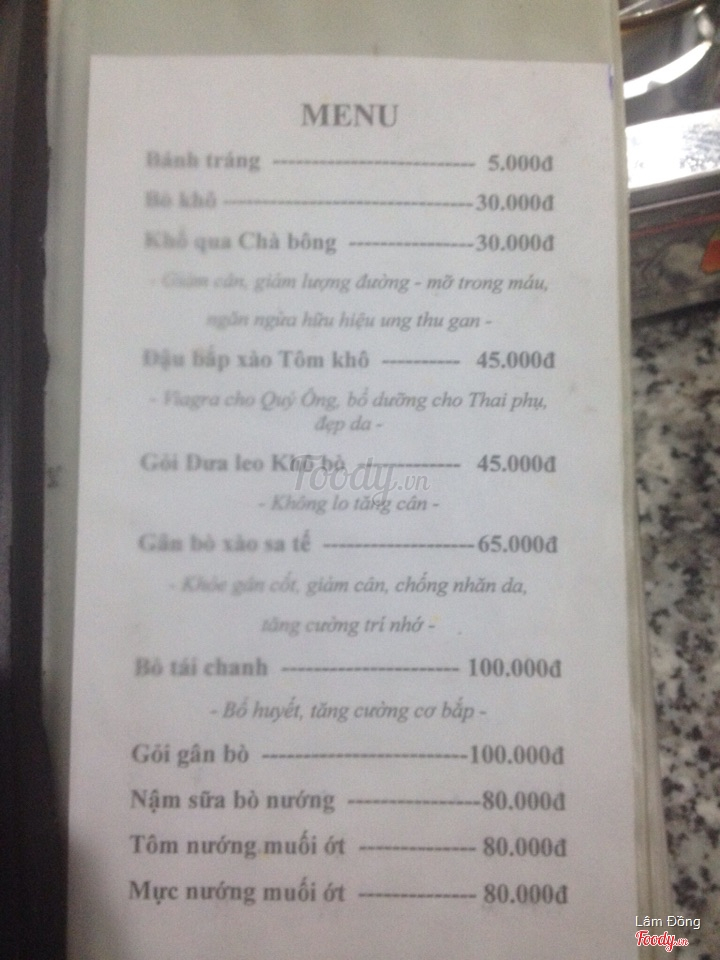 MENU
Bánh tráng ------------------------- 5.000đ
Bò khô ------------------------------- 30.000đ
Khổ qua Chà bông --------------- 30.000đ
- Giảm cân, giảm lượng đường - mỡ trong máu,
ngăn ngừa hữu hiệu ung thu gan -
Đậu bắp xào Tôm khô ---------- 45.000đ
- Viagra cho Quý Ông, bổ dưỡng cho Thai phụ,
đẹp da -
Gỏi Dưa leo Khô bò ------------- 45.000đ
- Không lo tăng cân -
Gân bò xào sa tế ------------------- 65.000đ
- Khỏe gân cốt, giảm cân, chống nhăn da,
tăng cường trí nhớ -
Bò tái chanh ---------------------- 100.000đ
- Bổ huyết, tăng cường cơ bắp -
Gỏi gân bò -------------------------- 100.000đ
Nậm sữa bò nướng ----------------- 80.000đ
Tôm nướng muối ớt --------------- 80.000đ
Mực nướng muối ớt --------------- 80.000đ
Foody.vn
Lâm Đồng
Foody.vn